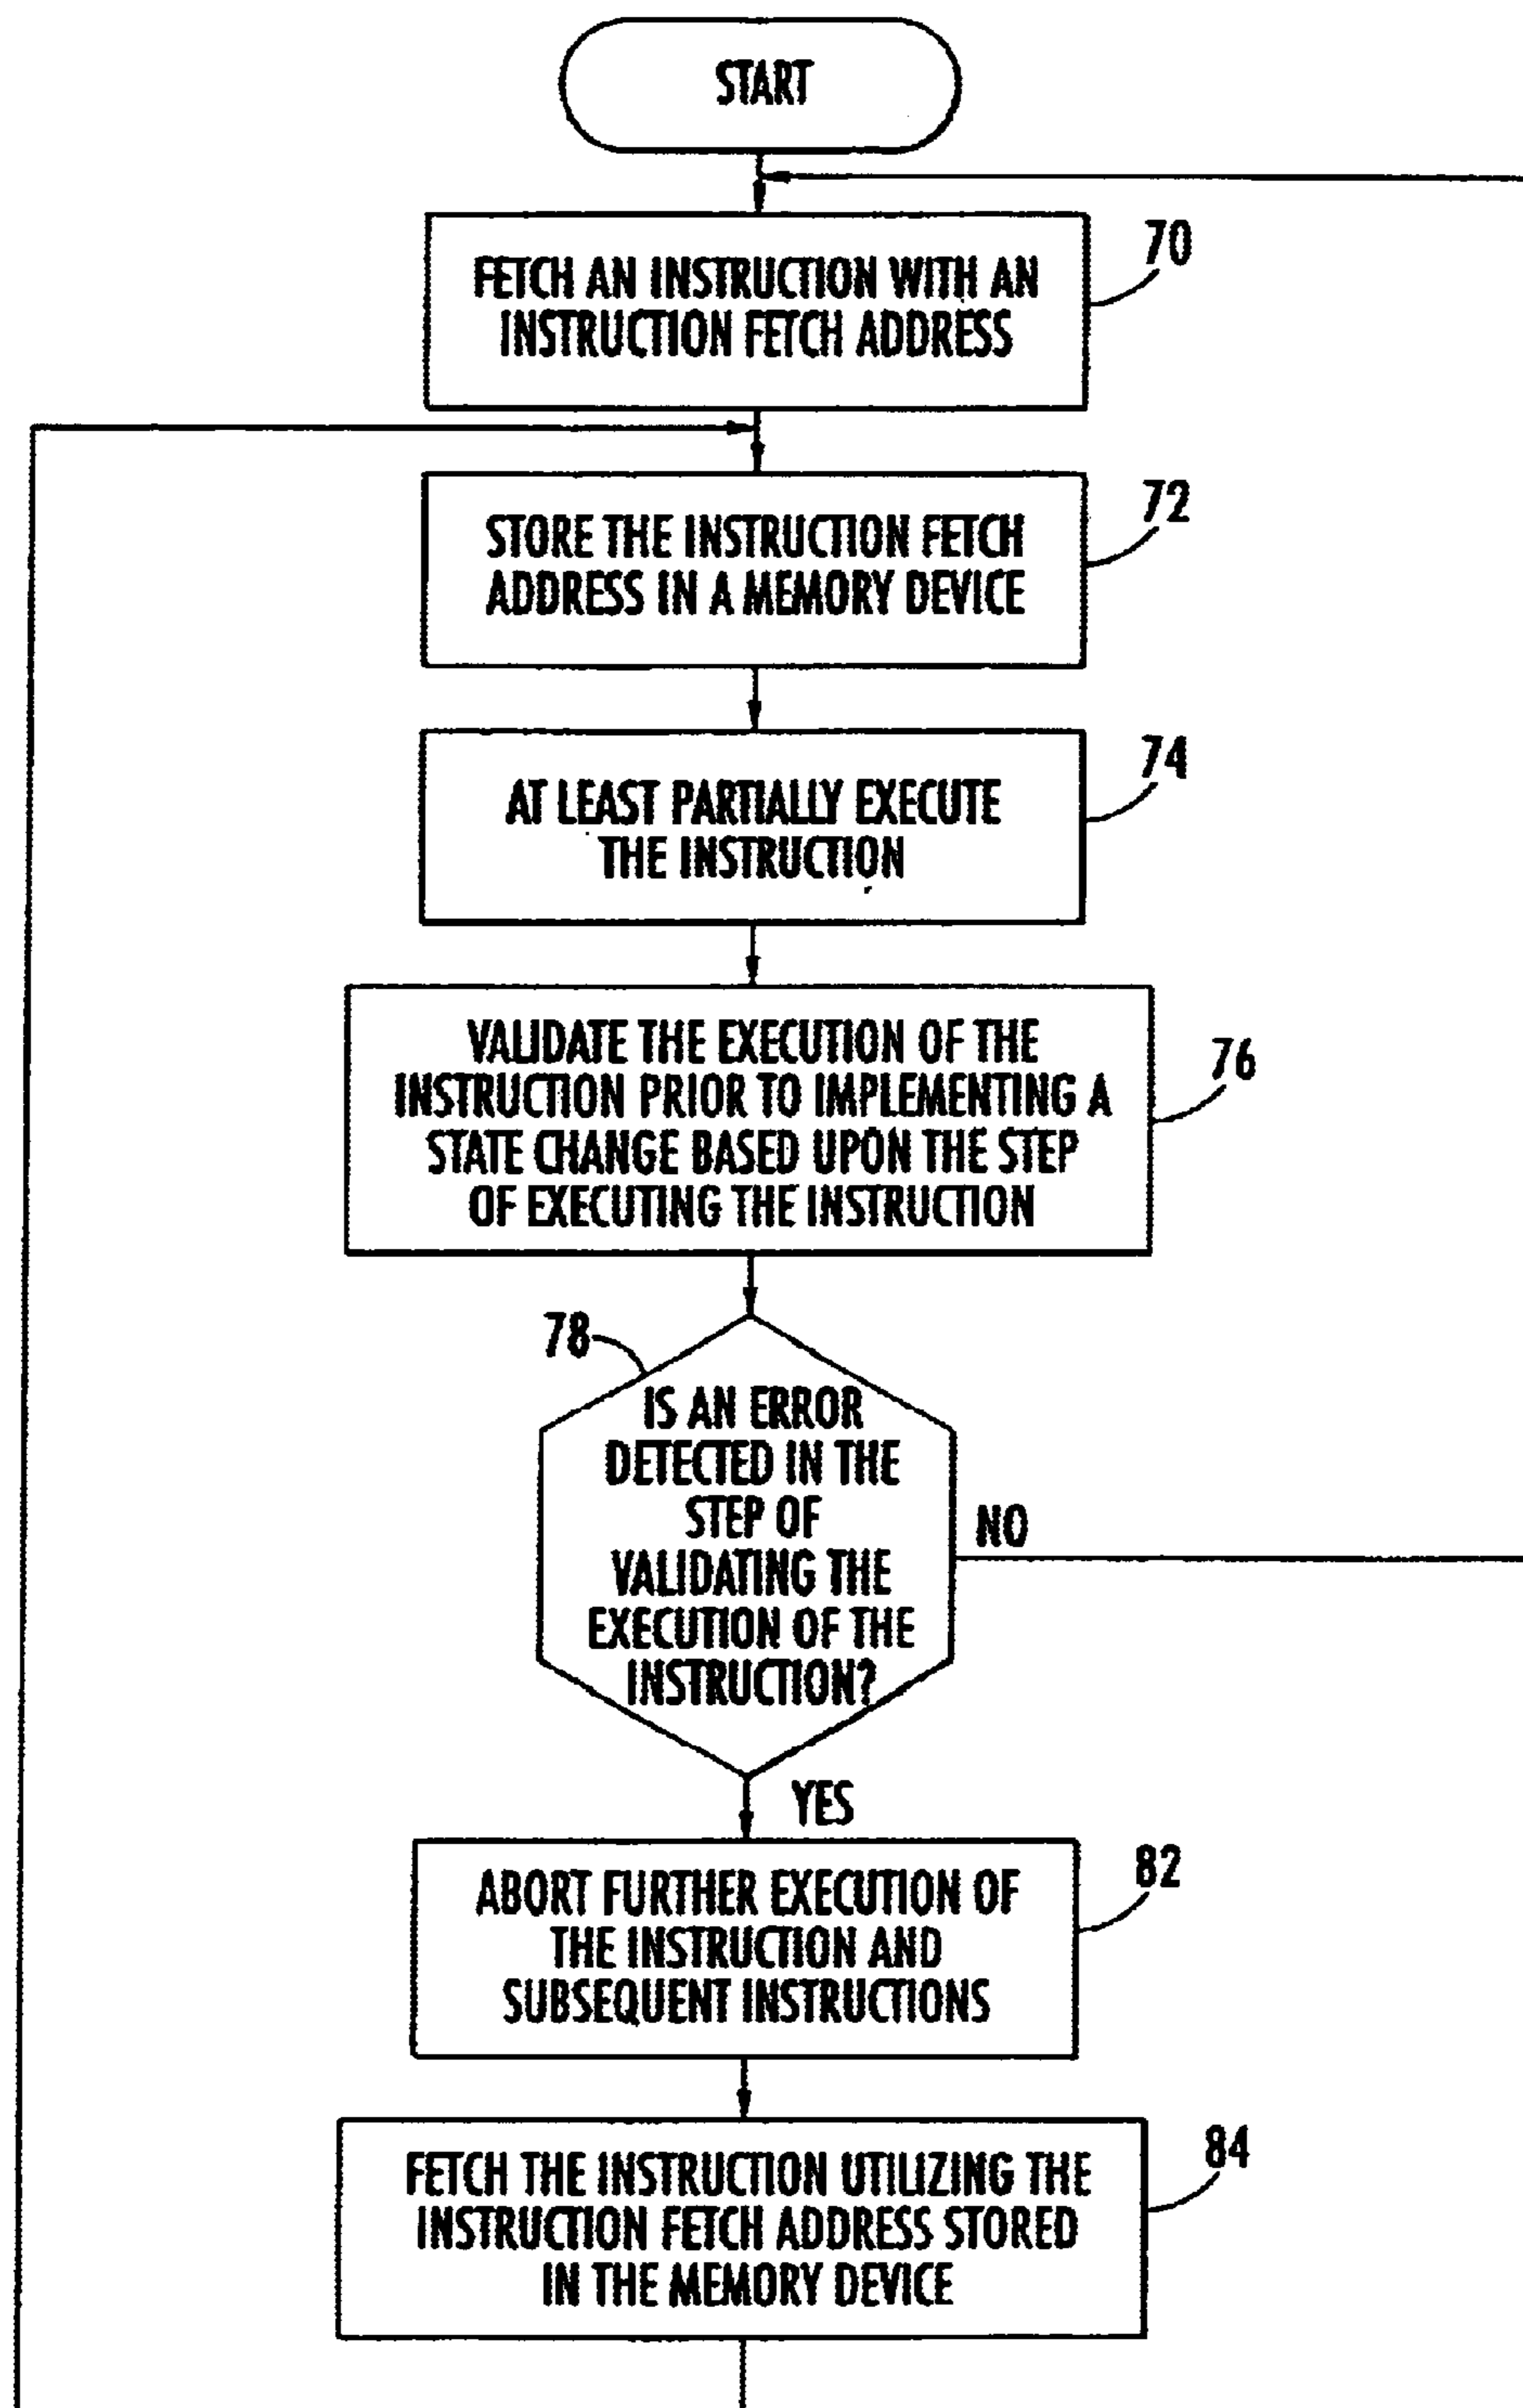 START
70
FETCH AN INSTRUCTION WITH AN
INSTRUCTION FETCH ADDRESS
72
STORE THE INSTRUCTION FETCH
ADDRESS IN A MEMORY DEVICE
74
AT LEAST PARTIALLY EXECUTE
THE INSTRUCTION
76
VALIDATE THE EXECUTION OF THE
INSTRUCTION PRIOR TO IMPLEMENTING A
STATE CHANGE BASED UPON THE STEP
OF EXECUTING THE INSTRUCTION
78
IS AN ERROR
DETECTED IN THE
STEP OF
VALIDATING THE
EXECUTION OF THE
INSTRUCTION?
NO
YES
82
ABORT FURTHER EXECUTION OF
THE INSTRUCTION AND
SUBSEQUENT INSTRUCTIONS
84
FETCH THE INSTRUCTION UTILIZING THE
INSTRUCTION FETCH ADDRESS STORED
IN THE MEMORY DEVICE